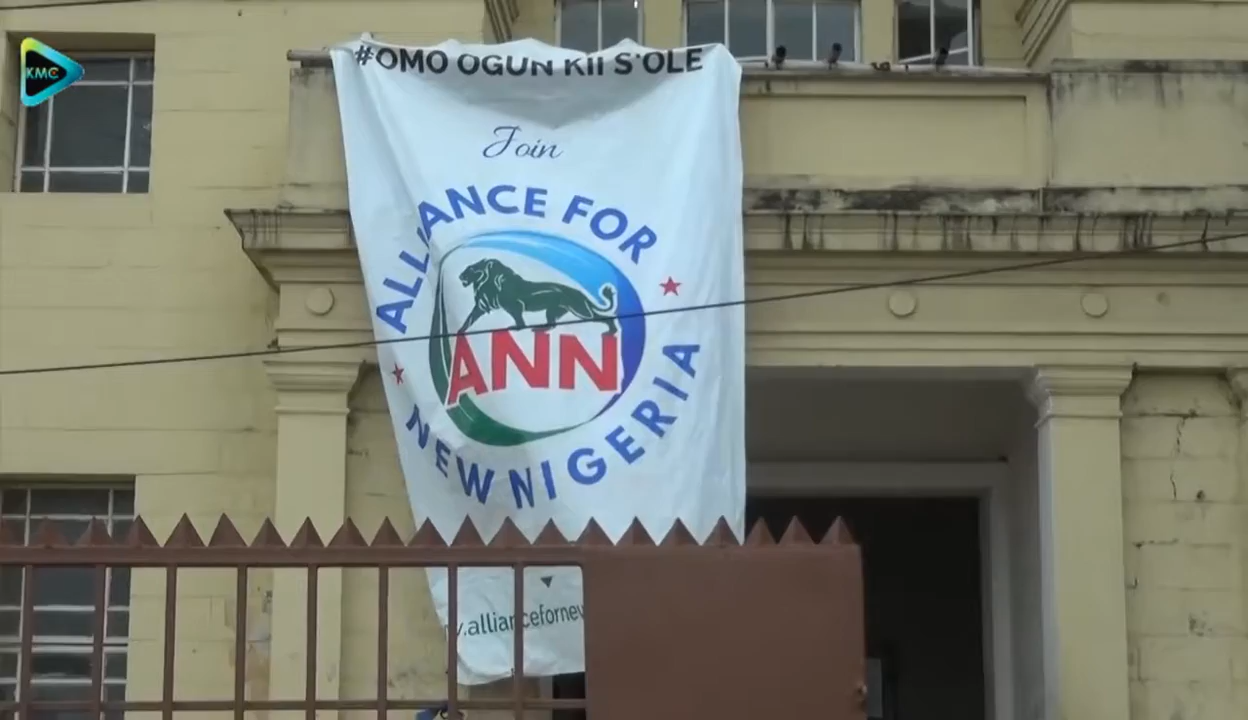 KMC
#OMO OGUN KII S'OLE
Join
ALLIANCE FOR
ANN
NEW NIGERIA
.alliancefornew